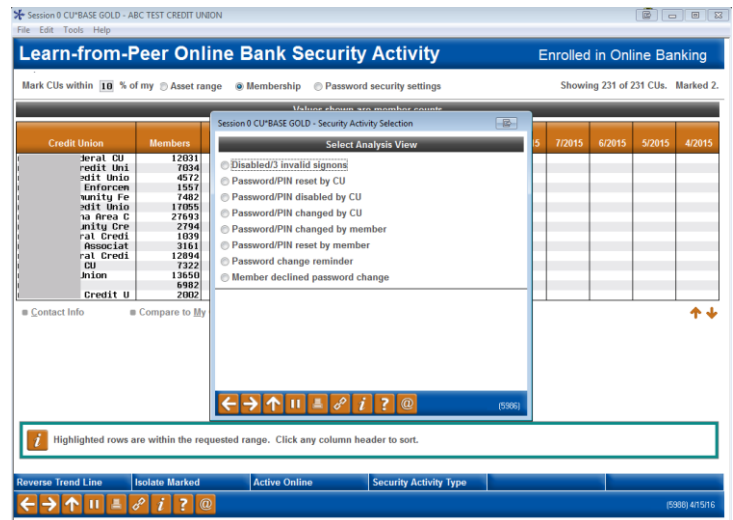 Session 0 CU*BASE GOLD - ABC TEST CREDIT UNION
File Edit Tools Help
Learn-from-Peer Online Bank Security Activity Enrolled in Online Banking
Mark CUs within 10 % of my Asset range Membership Password security settings Showing 231 of 231 CUs. Marked 2.
Values shown are member counts
Credit Union Members 15 7/2015 6/2015 5/2015 4/2015
deral CU 12031
redit Uni 7034
edit Unio 4572
Enforcem 1557
munity Fe 7482
edit Unio 17055
na Area C 27693
unity Cre 2794
ral Credi 1039
Associat 3161
ral Credi 12894
CU 7322
Union 13650
6982
Credit U 2002
Contact Info Compare to My
Session 0 CU*BASE GOLD - Security Activity Selection
Select Analysis View
Disabled/3 invalid signons
Password/PIN reset by CU
Password/PIN disabled by CU
Password/PIN changed by CU
Password/PIN changed by member
Password/PIN reset by member
Password change reminder
Member declined password change
(5986)
Highlighted rows are within the requested range. Click any column header to sort.
Reverse Trend Line Isolate Marked Active Online Security Activity Type
(5988) 4/15/16